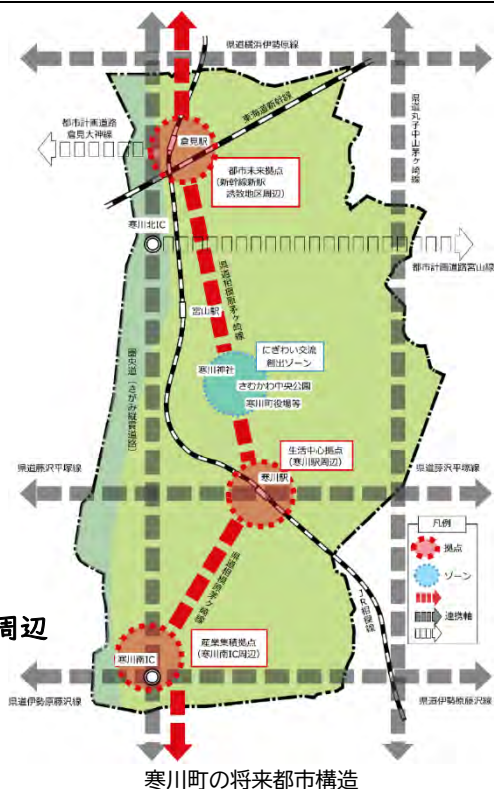 県道横浜伊勢原線
東海道新幹線
県道丸子中山茅ヶ崎線
都市計画道路
倉見大神線
倉見駅
都市未来拠点
（新幹線新駅
誘致地区周辺）
寒川北IC
都市計画道路宮山線
県道相模原茅ヶ崎線
宮山駅
にぎわい交流
創出ゾーン
寒川神社
さむかわ中央公園
寒川町役場等
圏央道（さがみ縦貫道路）
生活中心拠点
（寒川駅周辺）
県道藤沢平塚線
寒川駅
県道藤沢平塚線
凡例
拠点
ゾーン
連携軸
県道相模原茅ヶ崎線
JR相模線
周辺
産業集積拠点
（寒川南IC周辺）
寒川南IC
県道伊勢原藤沢線
県道伊勢原藤沢線
寒川町の将来都市構造